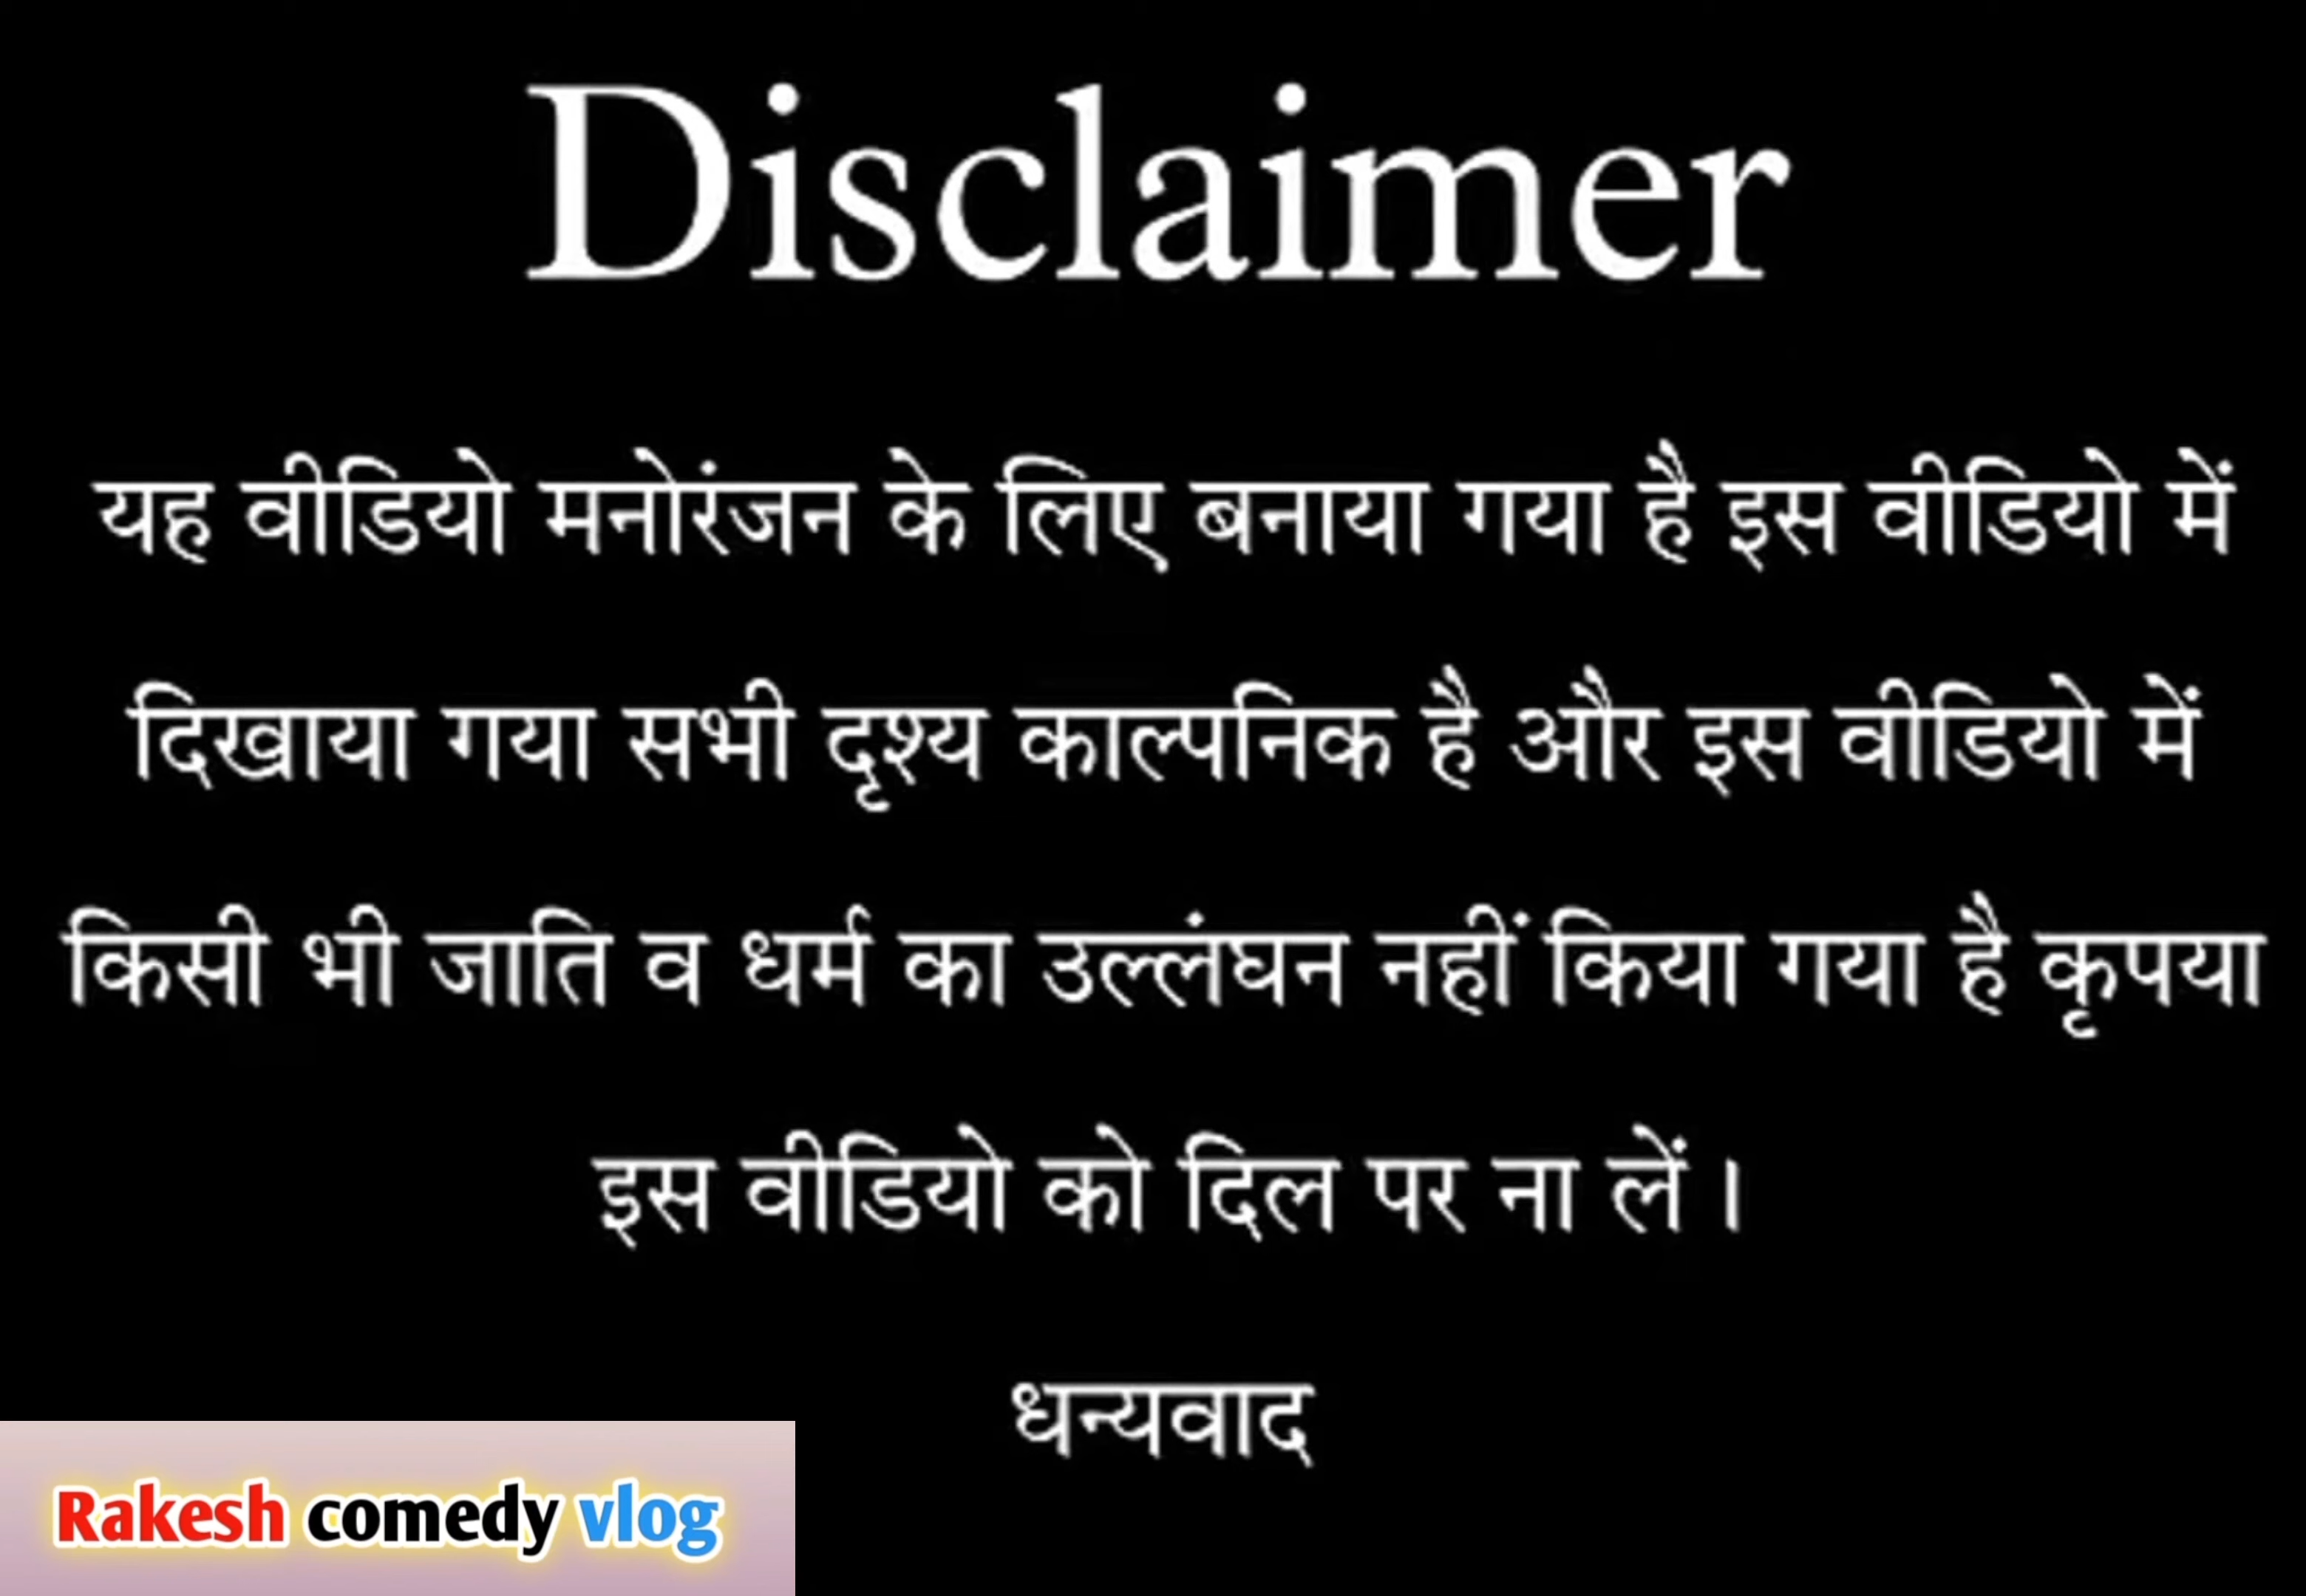 Disclaimer
यह वीडियो मनोरंजन के लिए बनाया गया है इस वीडियो में
दिखाया गया सभी दृश्य काल्पनिक है और इस वीडियो में
किसी भी जाति व धर्म का उल्लंघन नहीं किया गया है कृपया
इस वीडियो को दिल पर ना लें।
धन्यवाद
Rakesh comedy vlog